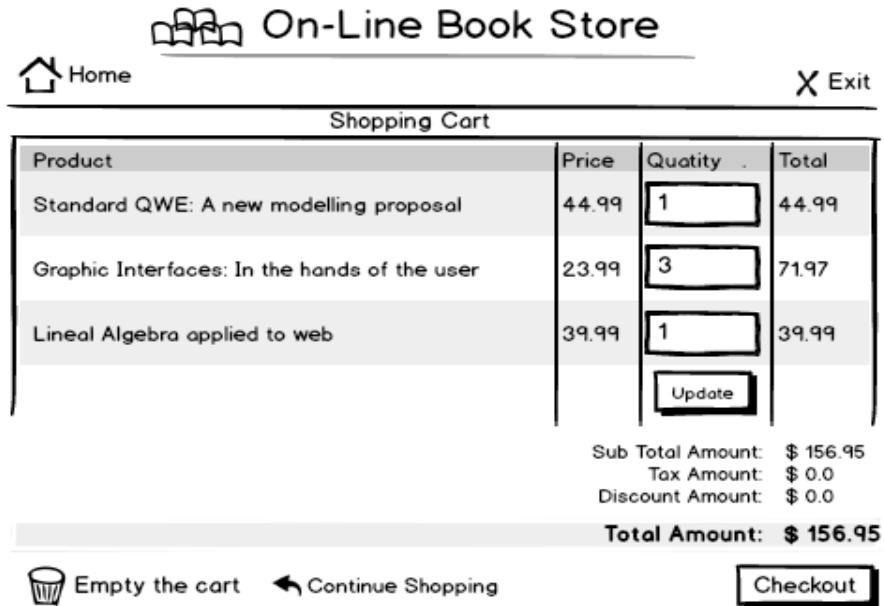 On-Line Book Store
Home
X Exit
Shopping Cart
Product Price Quatity . Total
Standard QWE: A new modelling proposal 44.99 1 44.99
Graphic Interfaces: In the hands of the user 23.99 3 71.97
Lineal Algebra applied to web 39.99 1 39.99
Update
Sub Total Amount: $ 156.95
Tax Amount: $ 0.0
Discount Amount: $ 0.0
Total Amount: $ 156.95
Empty the cart Continue Shopping Checkout